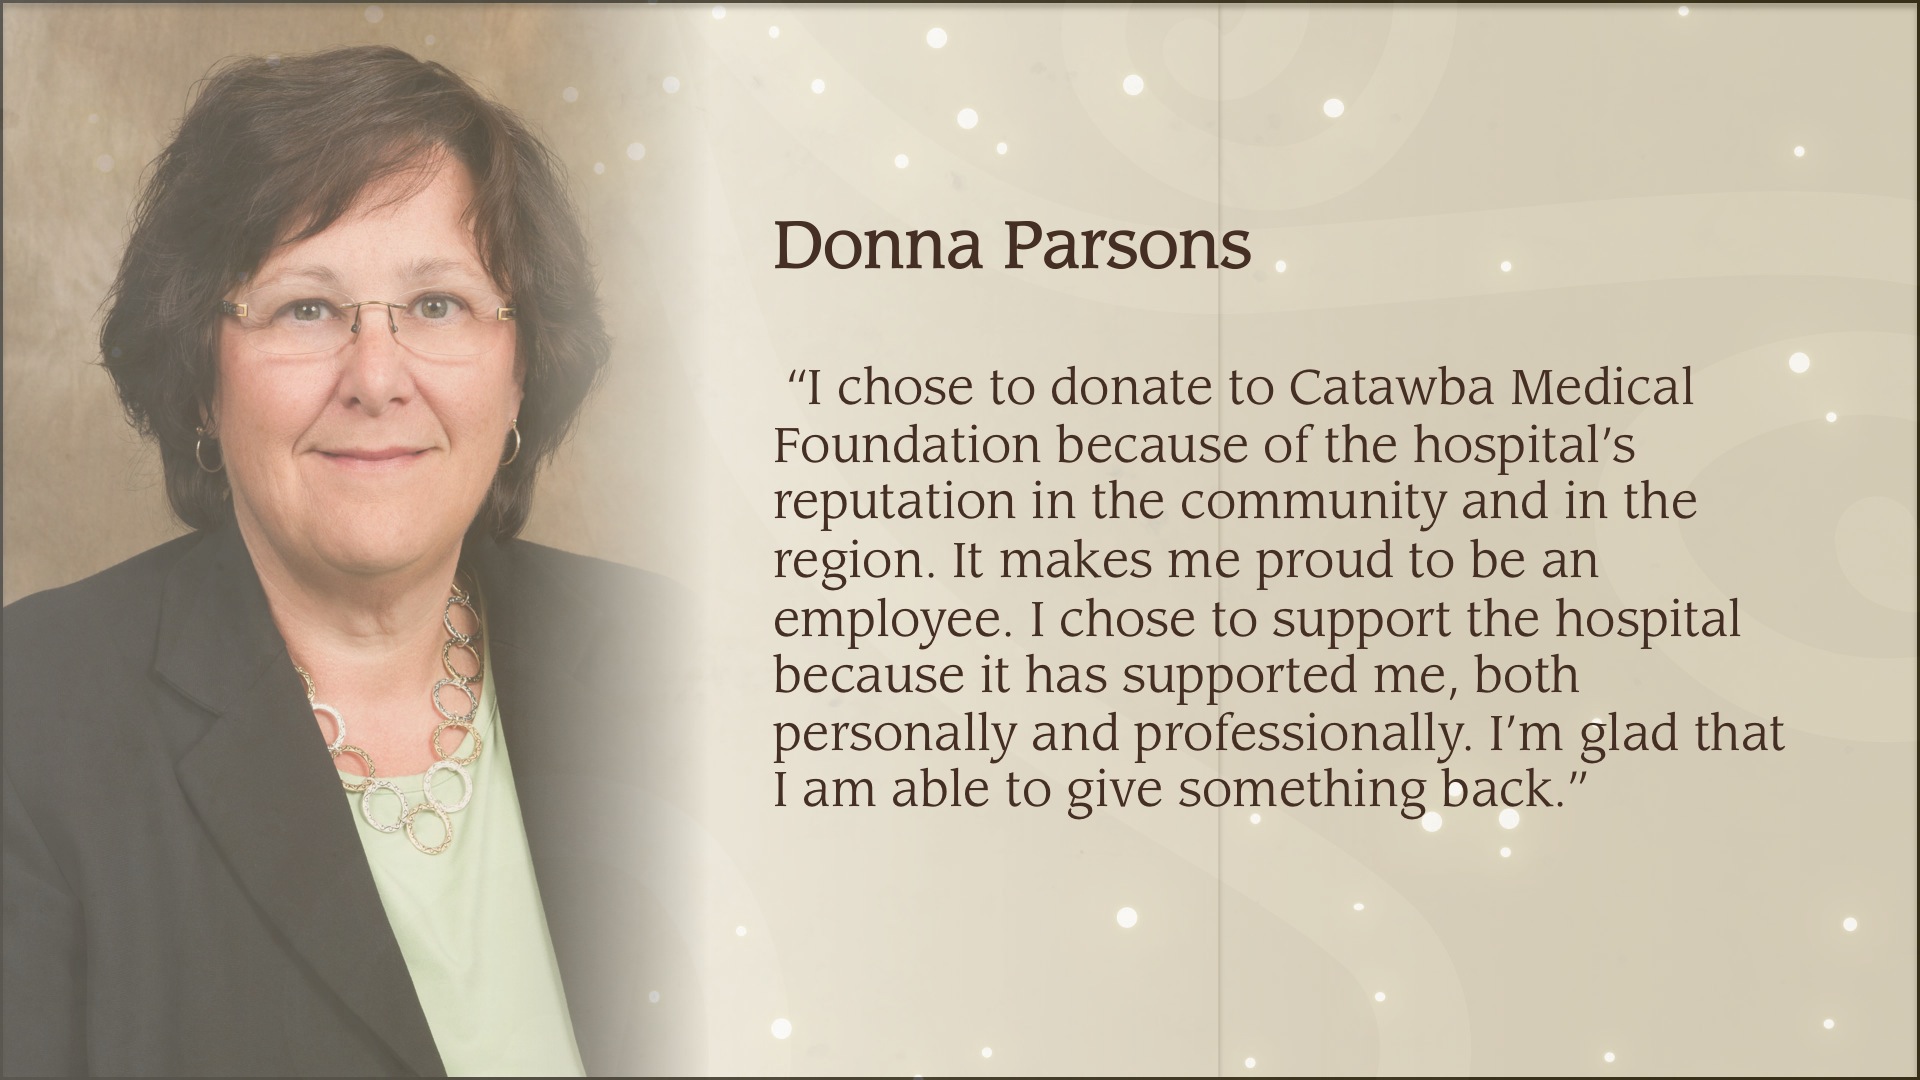 Donna Parsons
“I chose to donate to Catawba Medical
Foundation because of the hospital’s
reputation in the community and in the
region. It makes me proud to be an
employee. I chose to support the hospital
because it has supported me, both
personally and professionally. I’m glad that
I am able to give something back.”